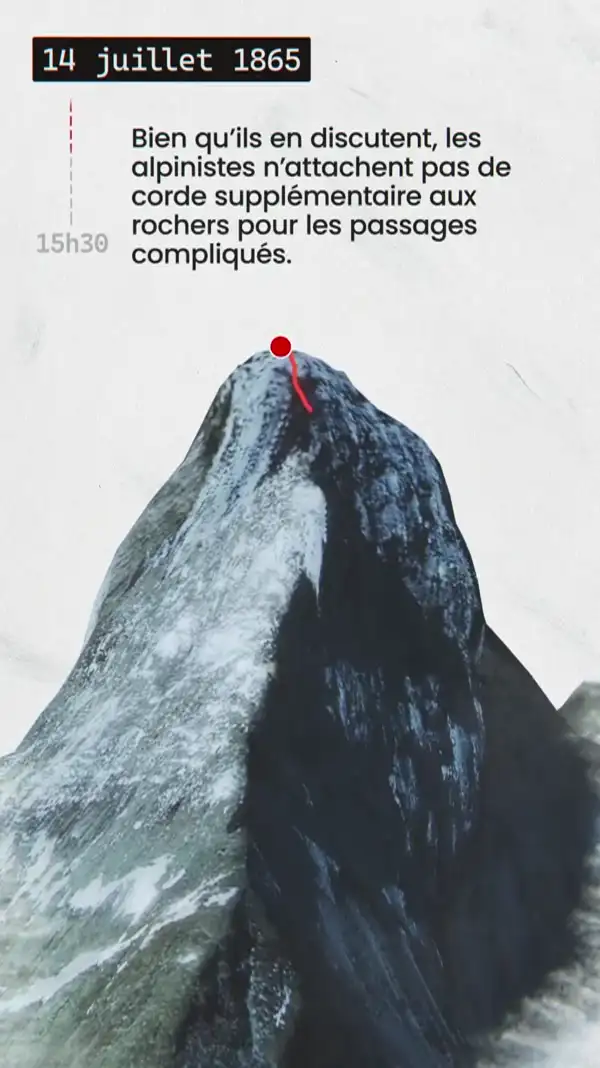 14 juillet 1865
Bien qu’ils en discutent, les
alpinistes n’attachent pas de
corde supplémentaire aux
rochers pour les passages
compliqués.
15h30